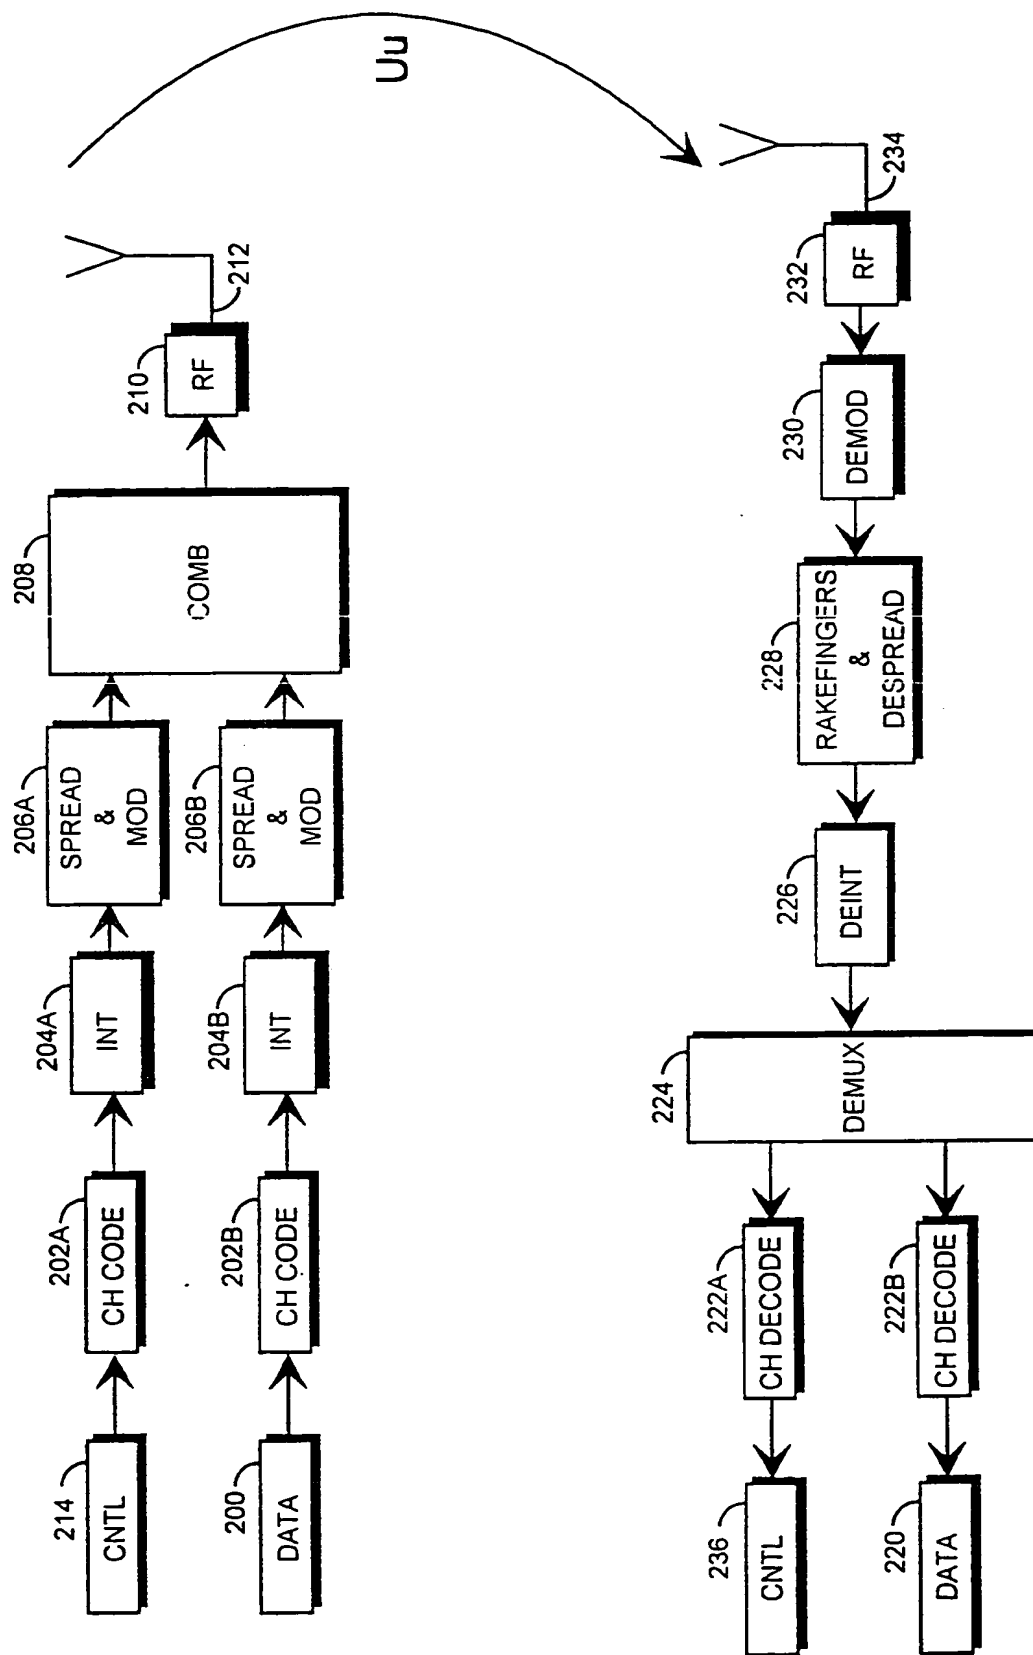 214
CNTL
202A
CH CODE
204A
INT
206A
SPREAD
&
MOD
200
DATA
202B
CH CODE
204B
INT
206B
SPREAD
&
MOD
208
COMB
210
RF
212
Uu
236
CNTL
222A
CH DECODE
220
DATA
222B
CH DECODE
224
DEMUX
226
DEINT
228
RAKEFINGERS
&
DESPREAD
230
DEMOD
232
RF
234